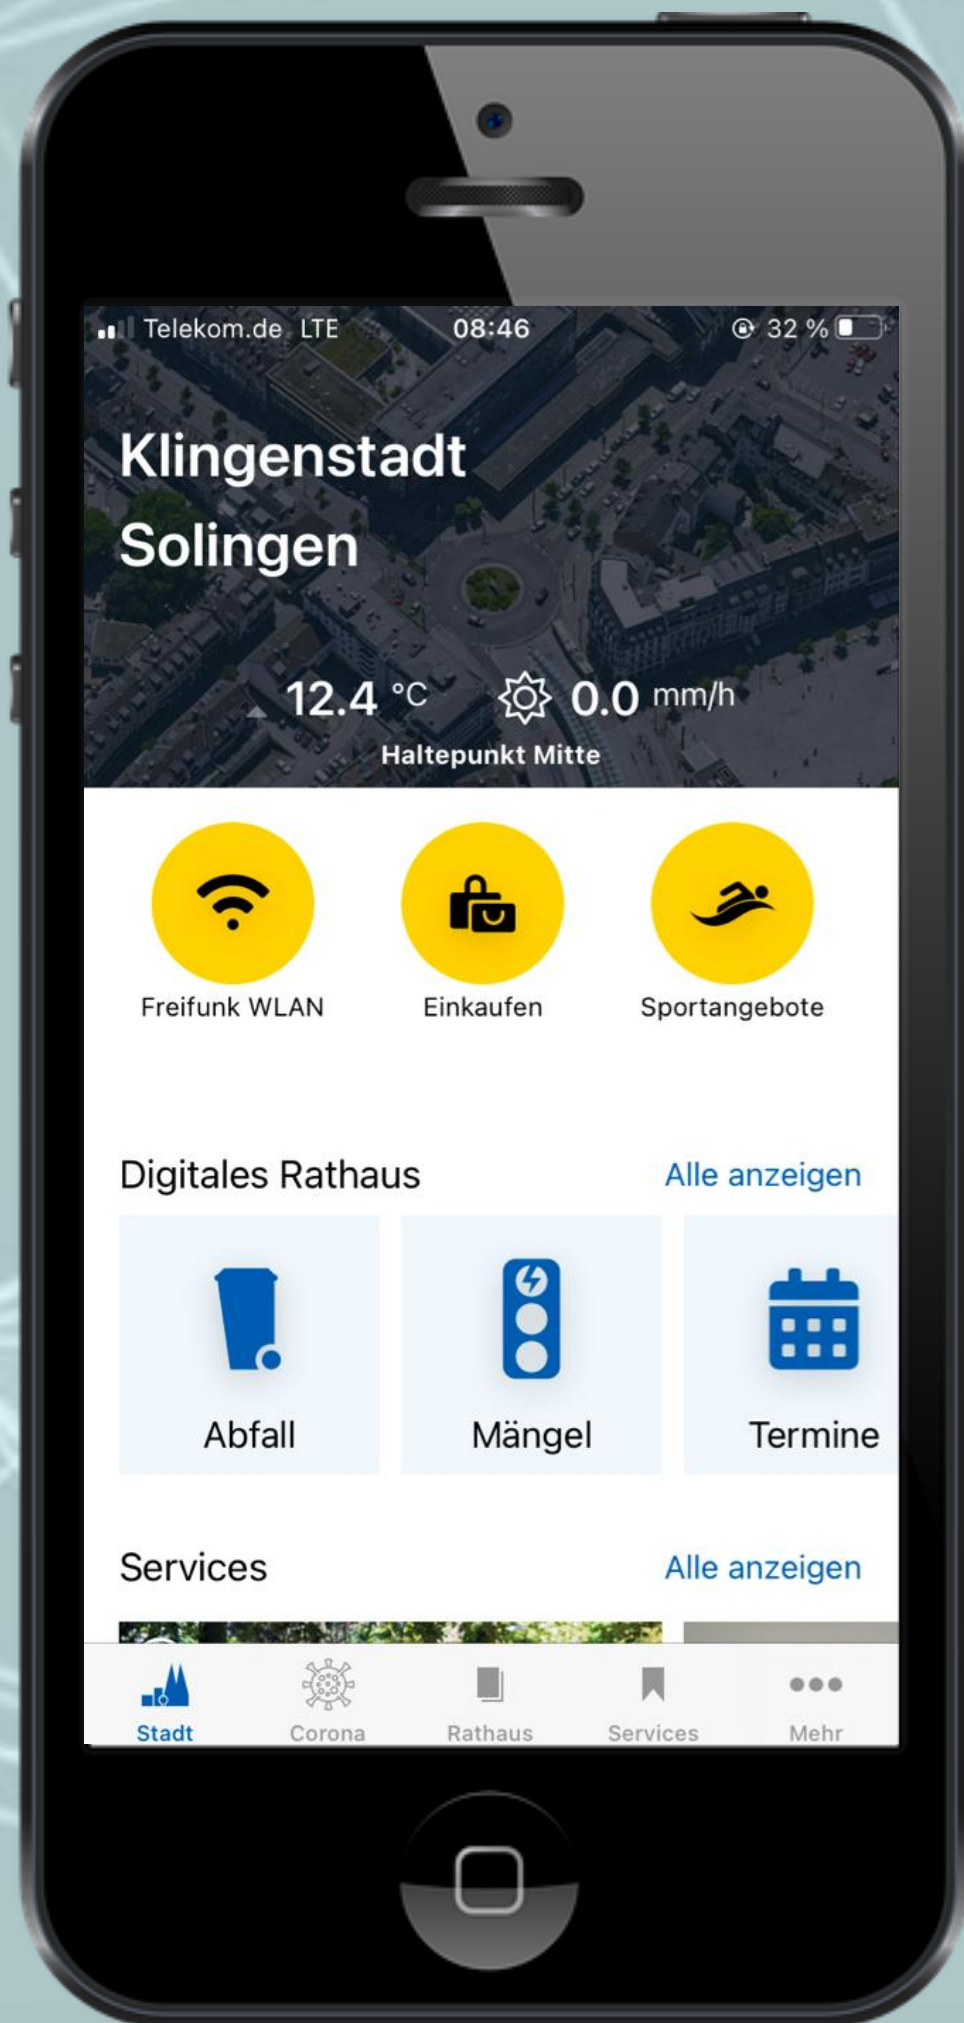 Telekom.de LTE 08:46 32 %
Klingenstadt
Solingen
12.4 °C 0.0 mm/h
Haltepunkt Mitte
Freifunk WLAN Einkaufen Sportangebote
Digitales Rathaus Alle anzeigen
Abfall Mängel Termine
Services Alle anzeigen
Stadt Corona Rathaus Services Mehr